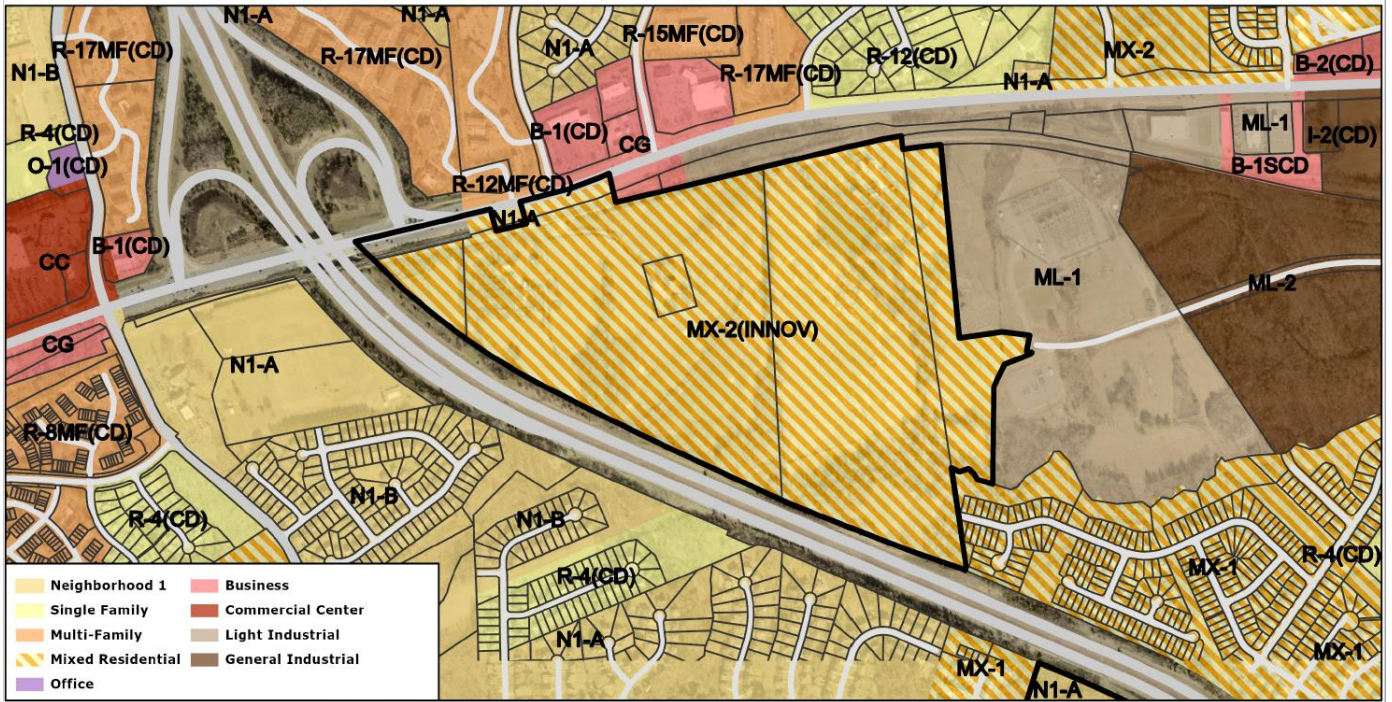 N1-A
N1-A
R-17MF(CD)
R-17MF(CD)
N1-A
R-15MF(CD)
R-17MF(CD)
R-12(CD)
N1-A
MX-2
B-2(CD)
N1-B
R-4(CD)
O-1(CD)
B-1(CD)
CG
ML-1
I-2(CD)
B-1SCD
R-12MF(CD)
N1-A
B-1(CD)
CC
ML-1
ML-2
MX-2(INNOV)
CG
N1-A
R-8MF(CD)
N1-B
R-4(CD)
N1-B
R-4(CD)
N1-A
R-4(CD)
MX-1
MX-1
MX-1
N1-A
Neighborhood 1
Single Family
Multi-Family
Mixed Residential
Office
Business
Commercial Center
Light Industrial
General Industrial